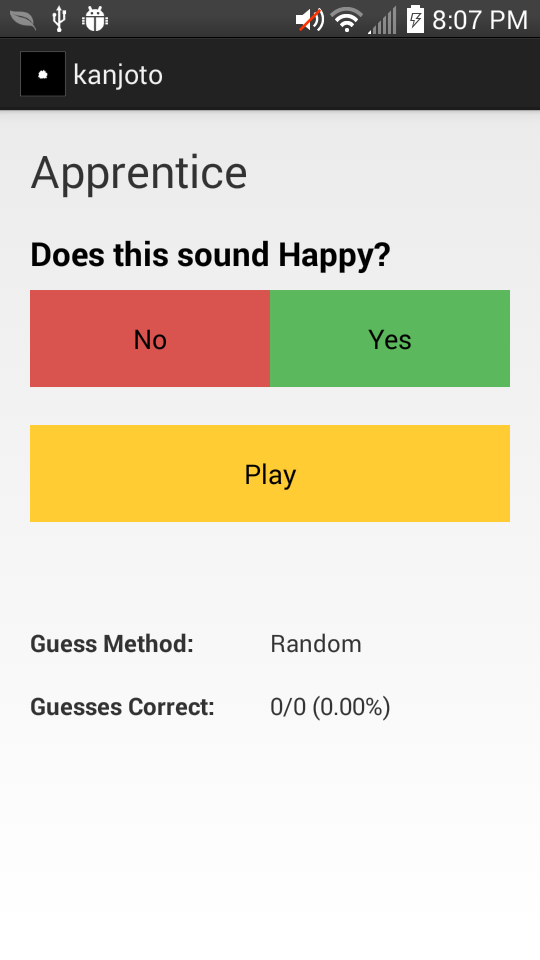 8:07 PM
kanjoto
Apprentice
Does this sound Happy?
No Yes
Play
Guess Method: Random
Guesses Correct: 0/0 (0.00%)